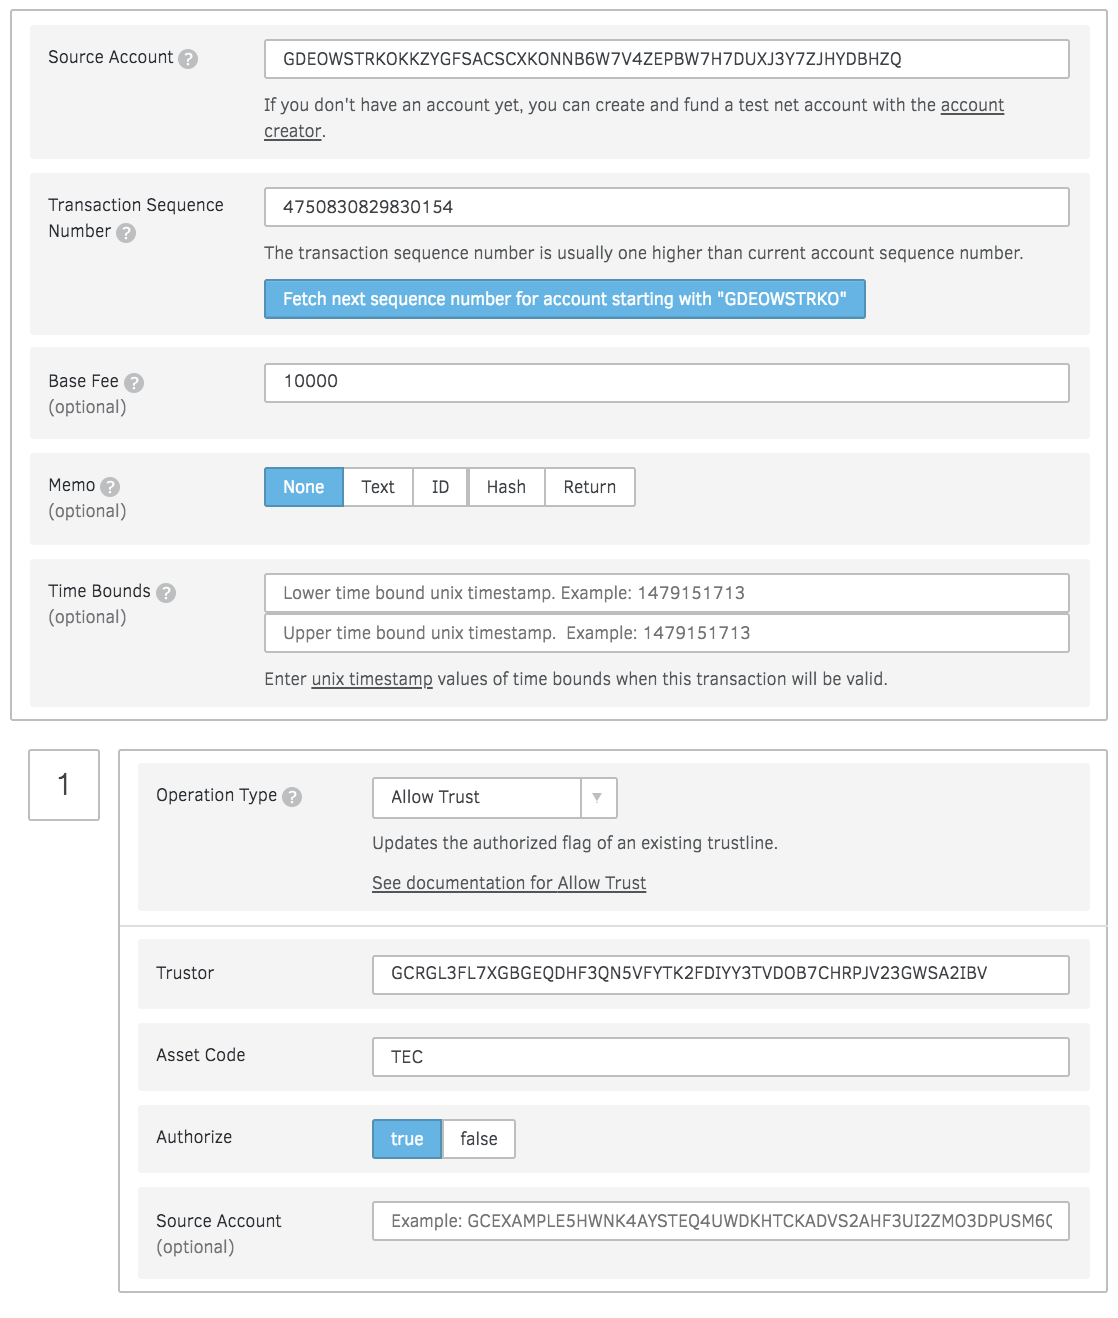 Source Account ?
GDEOWSTRKOKKZYGFSACSCXKONNB6W7V4ZEPBW7H7DUXJ3Y7ZJHYDBHZQ
If you don't have an account yet, you can create and fund a test net account with the account
creator.
Transaction Sequence
Number ?
4750830829830154
The transaction sequence number is usually one higher than current account sequence number.
Fetch next sequence number for account starting with "GDEOWSTRKO"
Base Fee ?
(optional)
10000
Memo ?
(optional)
None Text ID Hash Return
Time Bounds ?
(optional)
Lower time bound unix timestamp. Example: 1479151713
Upper time bound unix timestamp. Example: 1479151713
Enter unix timestamp values of time bounds when this transaction will be valid.
1
Operation Type ?
Allow Trust
Updates the authorized flag of an existing trustline.
See documentation for Allow Trust
Trustor
GCRGL3FL7XGBGEQDHF3QN5VFYTK2FDIYY3TVDOB7CHRPJV23GWSA2IBV
Asset Code
TEC
Authorize
true false
Source Account
(optional)
Example: GCEXAMPLE5HWNK4AYSTEQ4UWDKHTCKADVS2AHF3UI2ZMO3DPUSM6Q